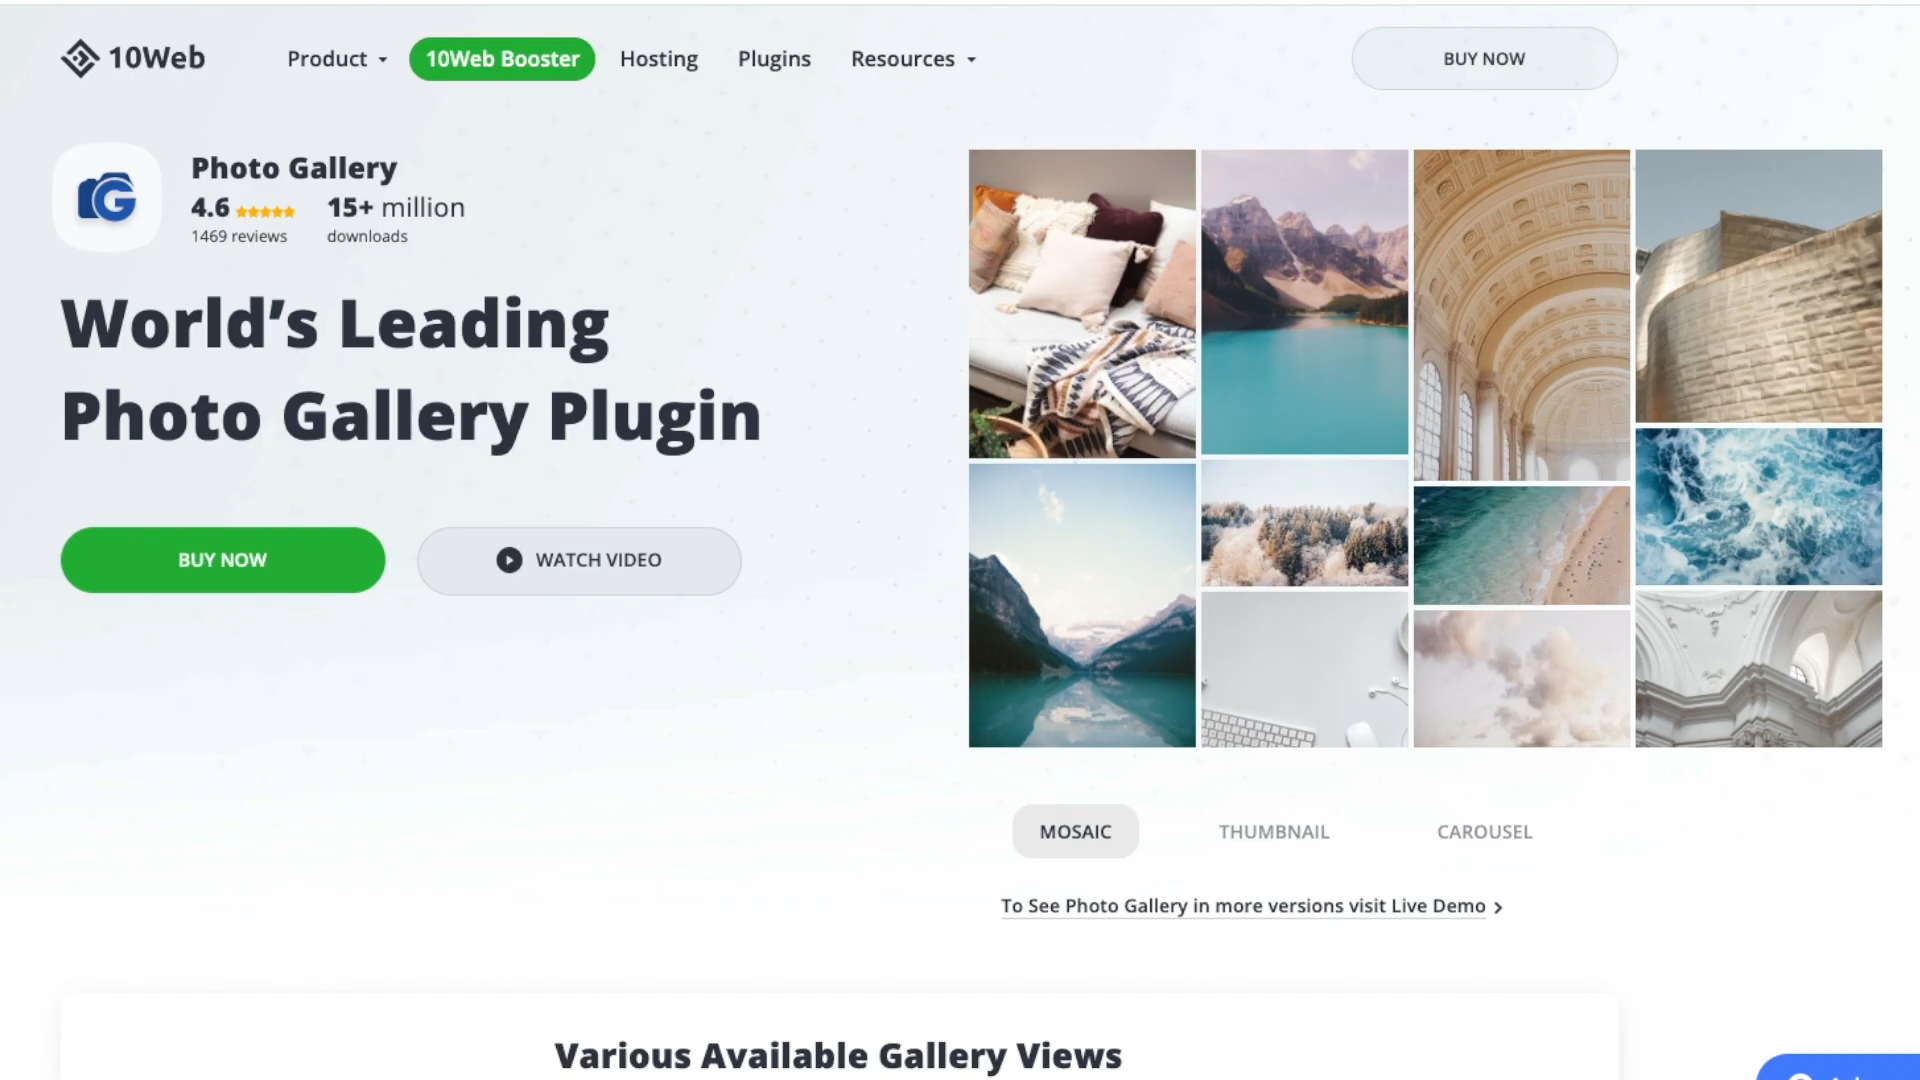 10Web
Product
10Web Booster
Hosting
Plugins
Resources
BUY NOW
Photo Gallery
4.6
15+ million
1469 reviews
downloads
World’s Leading
Photo Gallery Plugin
BUY NOW
WATCH VIDEO
MOSAIC
THUMBNAIL
CAROUSEL
To See Photo Gallery in more versions visit Live Demo
Various Available Gallery Views